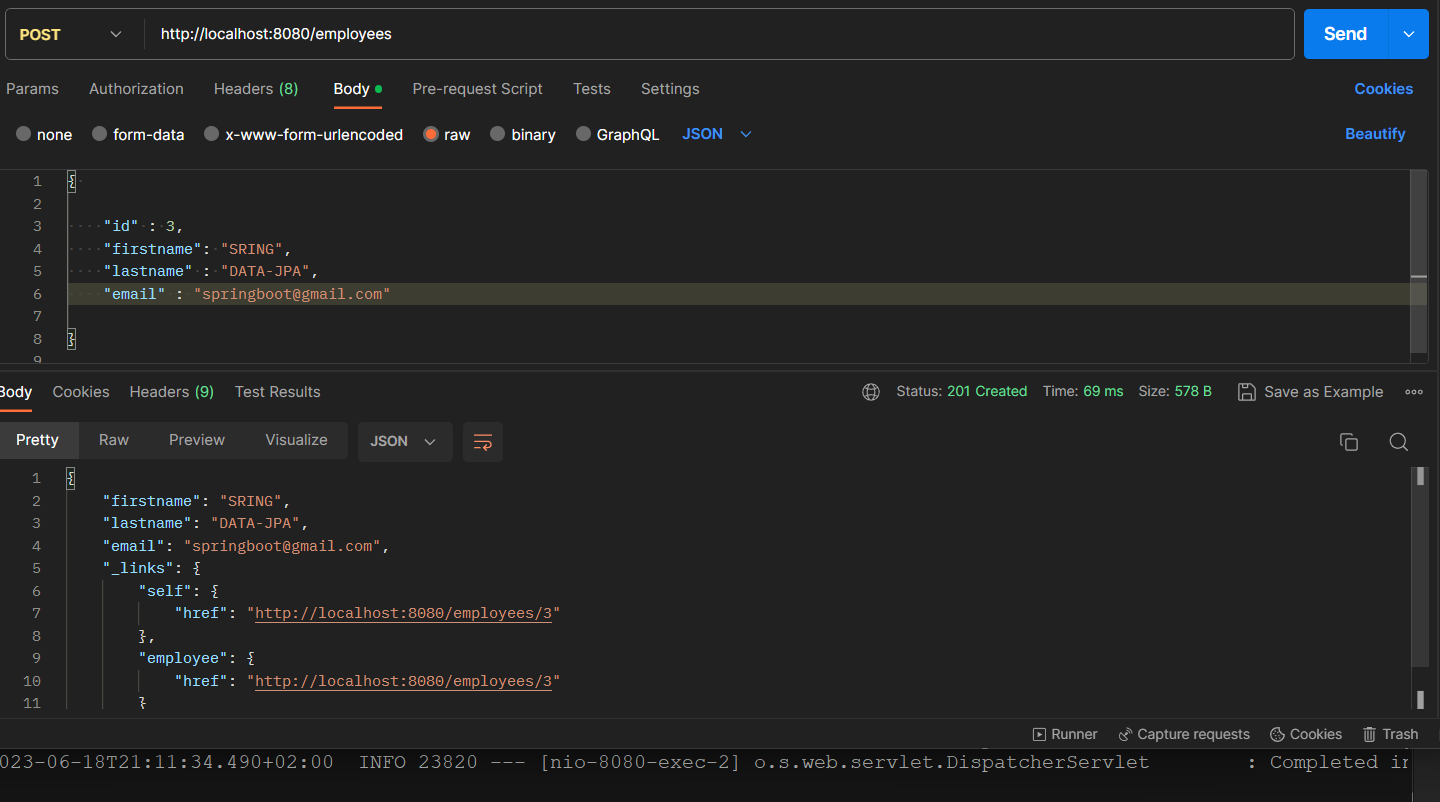 POST http://localhost:8080/employees Send
Params Authorization Headers (8) Body Pre-request Script Tests Settings Cookies
none form-data x-www-form-urlencoded raw binary GraphQL JSON Beautify
1 {
2
3 "id" : 3,
4 "firstname": "SRING",
5 "lastname" : "DATA-JPA",
6 "email" : "springboot@gmail.com"
7
8 }
9
Body Cookies Headers (9) Test Results Status: 201 Created Time: 69 ms Size: 578 B Save as Example
Pretty Raw Preview Visualize JSON
1 {
2 "firstname": "SRING",
3 "lastname": "DATA-JPA",
4 "email": "springboot@gmail.com",
5 "_links": {
6 "self": {
7 "href": "http://localhost:8080/employees/3"
8 },
9 "employee": {
10 "href": "http://localhost:8080/employees/3"
11 }
Runner Capture requests Cookies Trash
023-06-18T21:11:34.490+02:00 INFO 23820 --- [nio-8080-exec-2] o.s.web.servlet.DispatcherServlet : Completed in